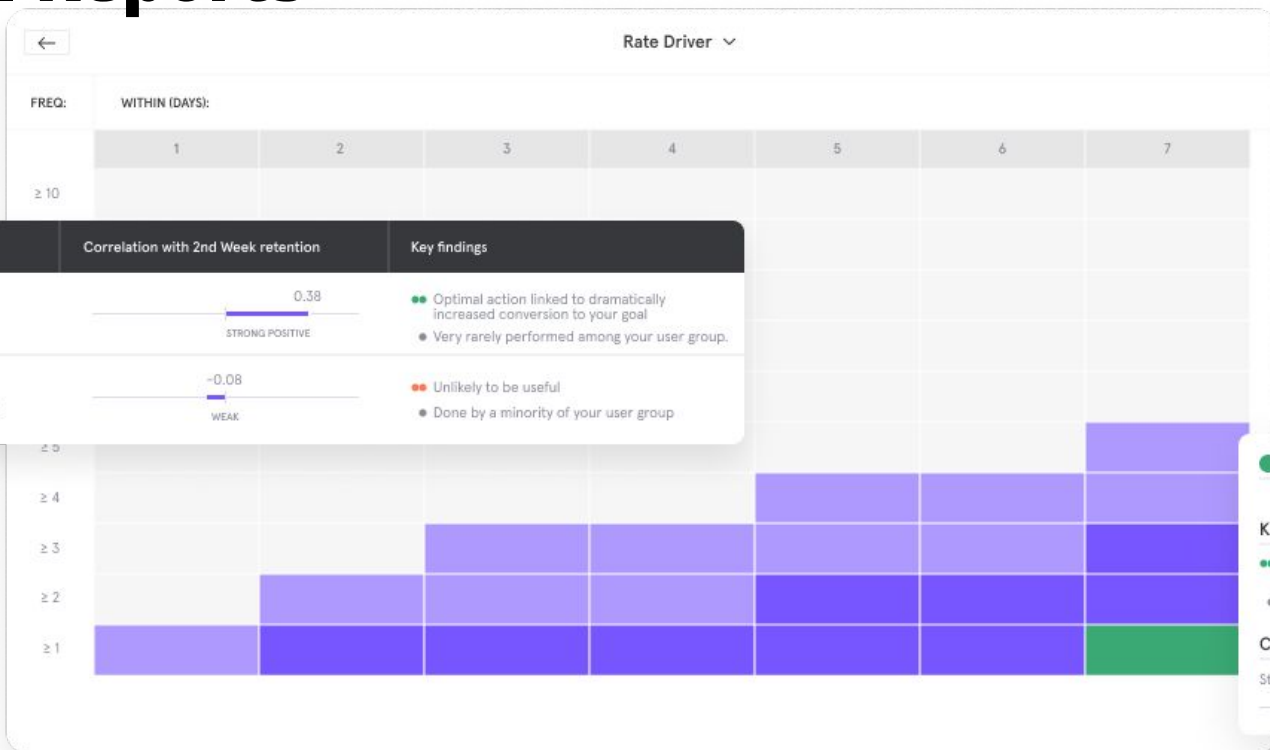 Reports
Rate Driver
FREQ:
WITHIN (DAYS):
1 2 3 4 5 6 7
≥ 10
Correlation with 2nd Week retention
Key findings
0.38
STRONG POSITIVE
Optimal action linked to dramatically
increased conversion to your goal
Very rarely performed among your user group.
-0.08
WEAK
Unlikely to be useful
Done by a minority of your user group
≥ 5
≥ 4
≥ 3
≥ 2
≥ 1
K
C
St